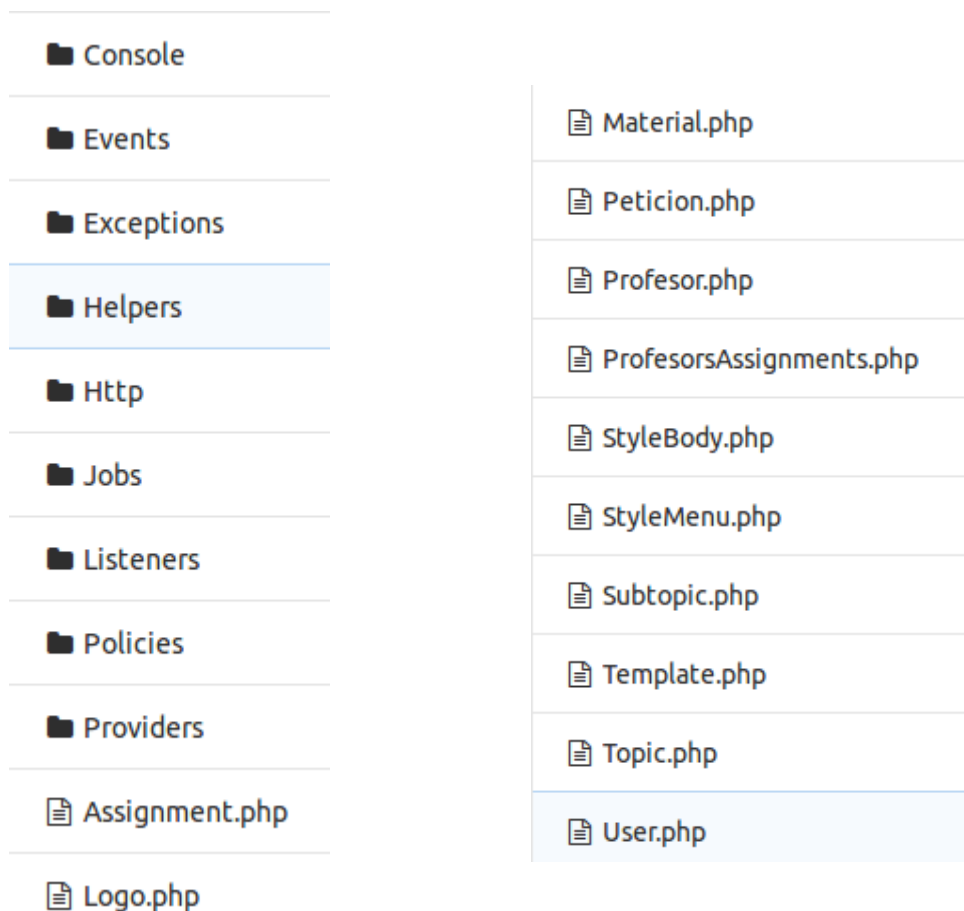 Console
Events
Exceptions
Helpers
Http
Jobs
Listeners
Policies
Providers
Assignment.php
Logo.php
Material.php
Peticion.php
Profesor.php
ProfesorsAssignments.php
StyleBody.php
StyleMenu.php
Subtopic.php
Template.php
Topic.php
User.php